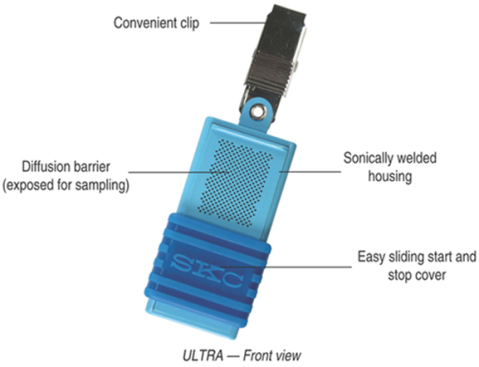 Convenient clip
Diffusion barrier
(exposed for sampling)
Sonically welded
housing
Easy sliding start and
stop cover
SKC
ULTRA — Front view